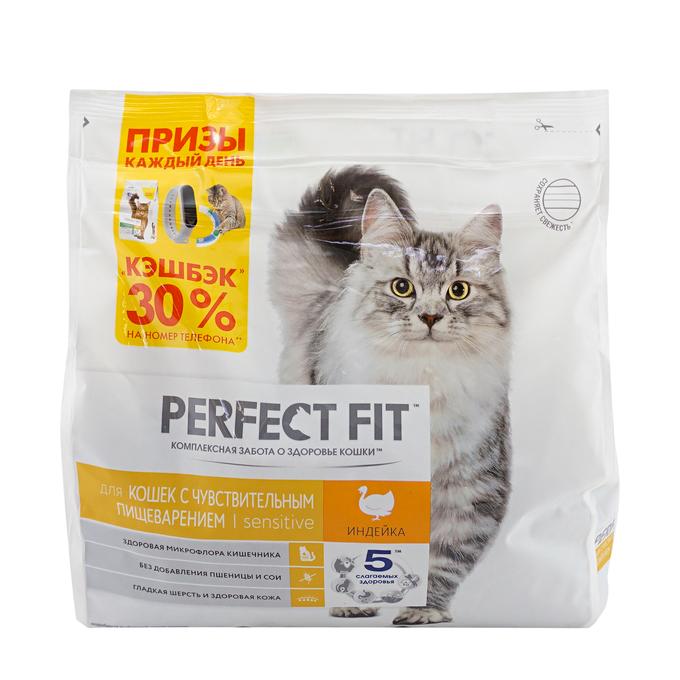 ПРИЗЫ
КАЖДЫЙ ДЕНЬ
"КЭШБЭК"
30%
НА НОМЕР ТЕЛЕФОНА**
СОХРАНЯЕТ СВЕЖЕСТЬ*
PERFECT FIT™
КОМПЛЕКСНАЯ ЗАБОТА О ЗДОРОВЬЕ КОШКИ™
для КОШЕК С ЧУВСТВИТЕЛЬНЫМ
ПИЩЕВАРЕНИЕМ | sensitive
ИНДЕЙКА
ЗДОРОВАЯ МИКРОФЛОРА КИШЕЧНИКА
БЕЗ ДОБАВЛЕНИЯ ПШЕНИЦЫ И СОИ
ГЛАДКАЯ ШЕРСТЬ И ЗДОРОВАЯ КОЖА
5™
слагаемых
здоровья